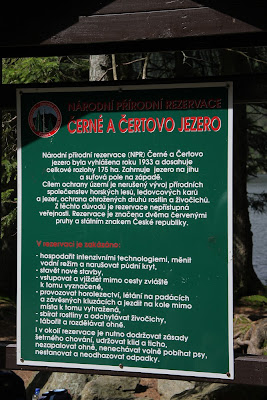 NÁRODNÍ PŘÍRODNÍ REZERVACE
ČERNÉ A ČERTOVO JEZERO
Národní přírodní rezervace (NPR) Černé a Čertovo
jezero byla vyhlášena roku 1933 a dosahuje
celkové rozlohy 175 ha. Zahrnuje jezero na jihu
a suťová pole na západě.
Cílem ochrany území je nerušený vývoj přírodních
společenstev horských lesů, ledovcových karů
a jezer, ochrana ohrožených druhů rostlin a živočichů.
Z těchto důvodů je rezervace nepřístupná
veřejnosti. Rezervace je značena dvěma červenými
pruhy a státním znakem České republiky.
V rezervaci je zakázáno:
- hospodařit intenzivními technologiemi, měnit
vodní režim a narušovat půdní kryt,
- stavět nové stavby,
- vstupovat a vjíždět mimo cesty zvláště
k tomu vyznačené,
- provozovat horolezectví, létání na padácích
a závěsných kluzácích a jezdit na kole mimo
místa k tomu vyhražená,
- sbírat rostliny a odchytávat živočichy,
- tábořit a rozdělávat ohně.
I v okolí rezervace je nutno dodržovat zásady
šetrného chování, udržovat klid a ticho,
nezapalovat ohně, nenechávat volně pobíhat psy,
nestanovat a neodhazovat odpadky.